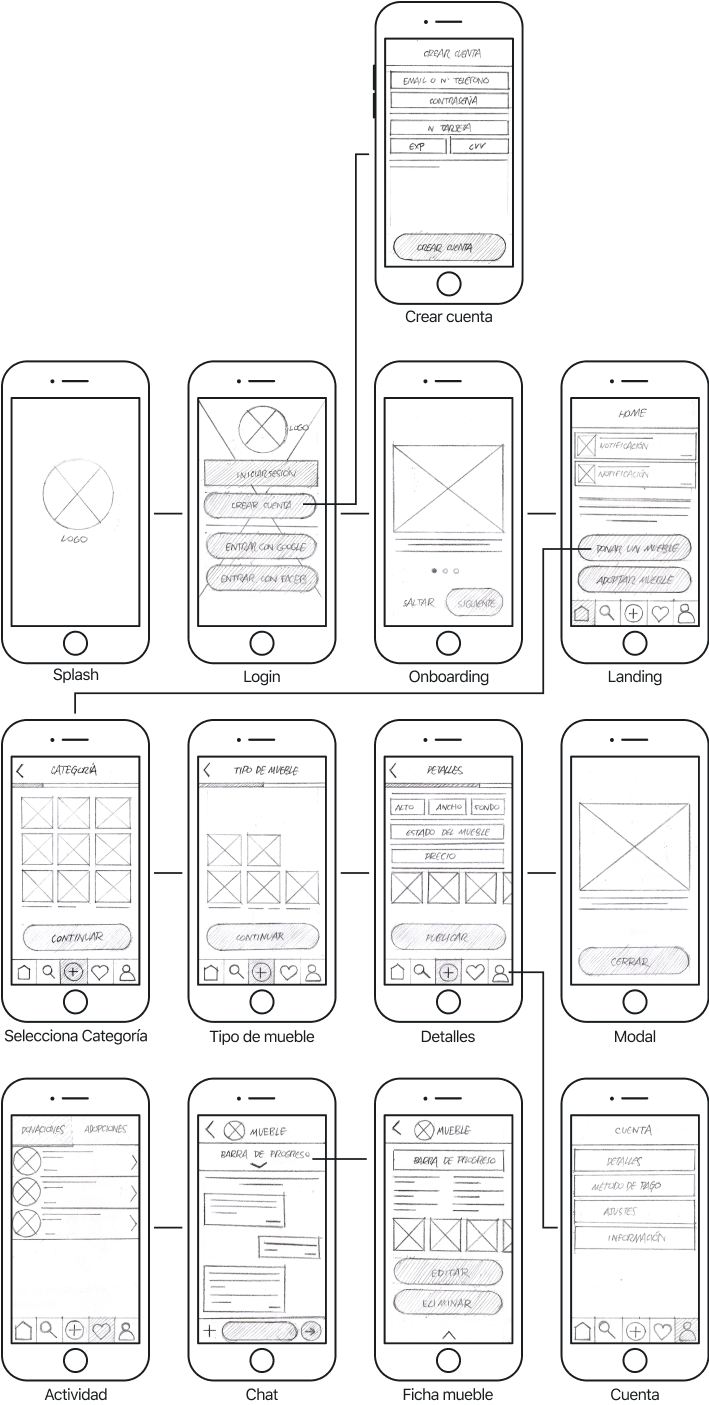 CREAR CUENTA
EMAIL O Nº TELÉFONO
CONTRASEÑA
N TARJETA
EXP
CVV
CREAR CUENTA
Crear cuenta
LOGO
Splash
LOGO
INICIAR SESIÓN
CREAR CUENTA
ENTRAR CON GOOGLE
ENTRAR CON FACEB
Login
SALTAR
SIGUIENTE
Onboarding
HOME
NOTIFICACIÓN
NOTIFICACIÓN
DONAR UN MUEBLE
ADOPTAR MUEBLE
Landing
CATEGORÍA
CONTINUAR
Selecciona Categoría
TIPO DE MUEBLE
CONTINUAR
Tipo de mueble
DETALLES
ALTO
ANCHO
FONDO
ESTADO DEL MUEBLE
PRECIO
PUBLICAR
Detalles
CERRAR
Modal
DONACIONES
ADOPCIONES
Actividad
MUEBLE
BARRA DE PROGRESO
Chat
MUEBLE
BARRA DE PROGRESO
EDITAR
ELIMINAR
Ficha mueble
CUENTA
DETALLES
MÉTODO DE PAGO
AJUSTES
INFORMACIÓN
Cuenta